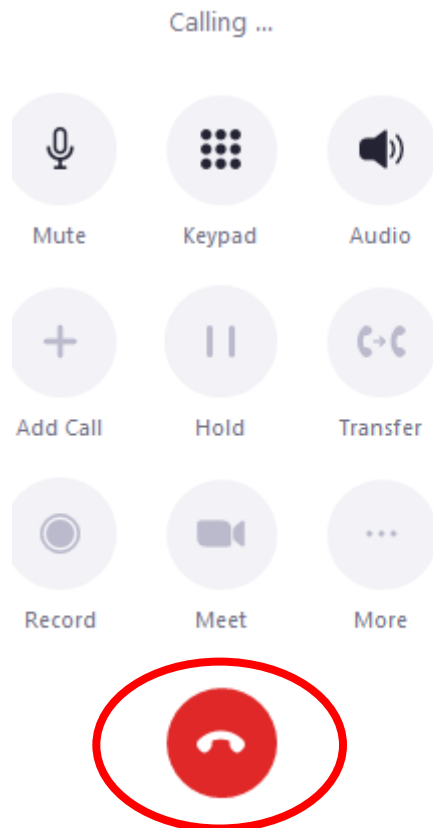 Calling ...
Mute Keypad Audio
Add Call Hold Transfer
Record Meet More